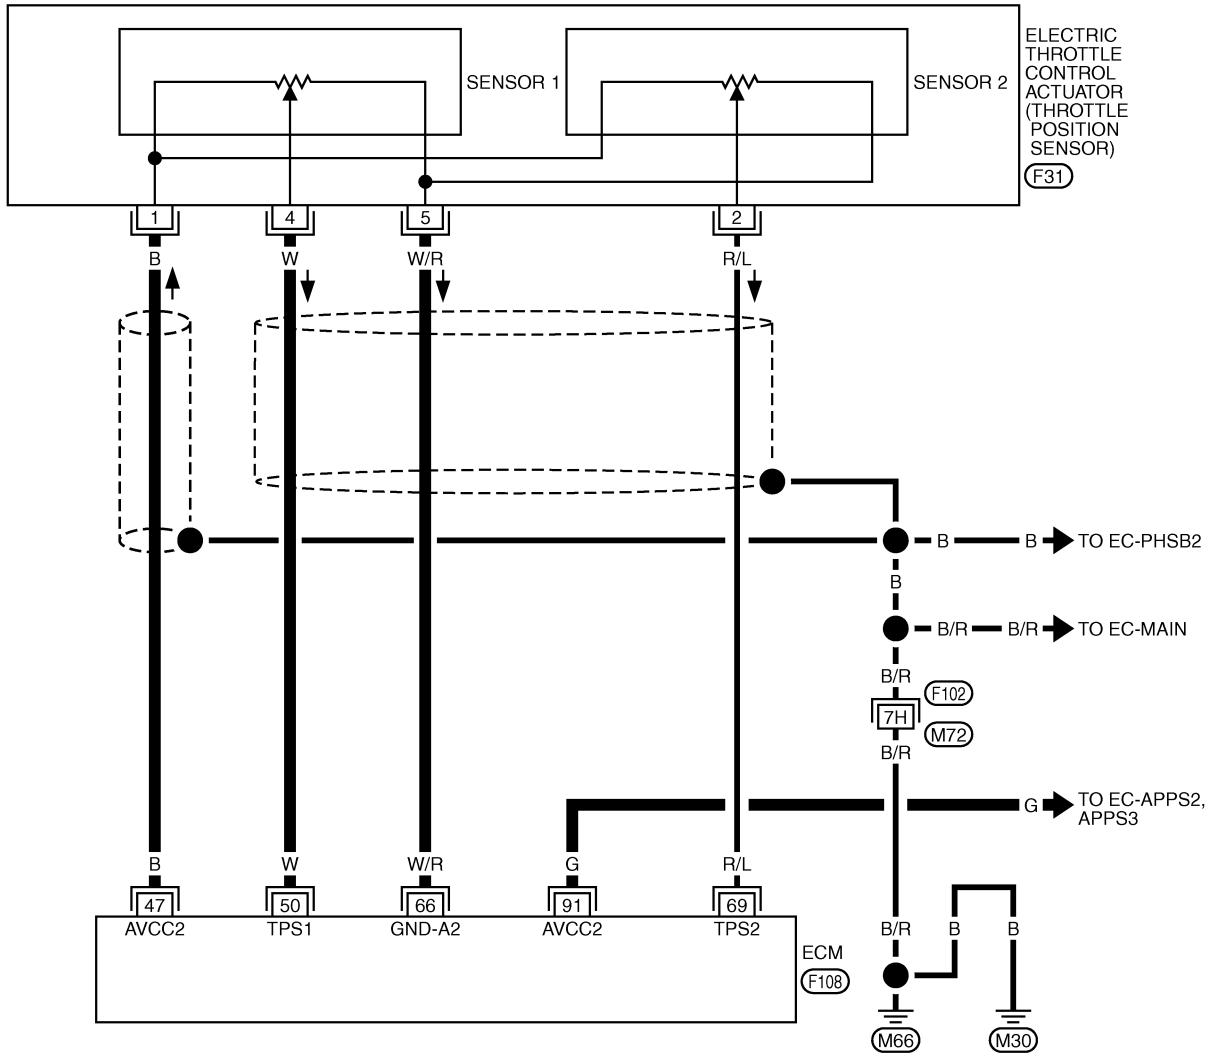 ELECTRIC
THROTTLE
CONTROL
ACTUATOR
(THROTTLE
POSITION
SENSOR)
F31
SENSOR 1
SENSOR 2
1 4 5 2
B W W/R R/L
B B TO EC-PHSB2
B
B/R B/R TO EC-MAIN
B/R
F102
7H
M72
B/R
G TO EC-APPS2,
APPS3
B W W/R G R/L
47 50 66 91 69
AVCC2 TPS1 GND-A2 AVCC2 TPS2
B/R B B
ECM
F108
M66 M30